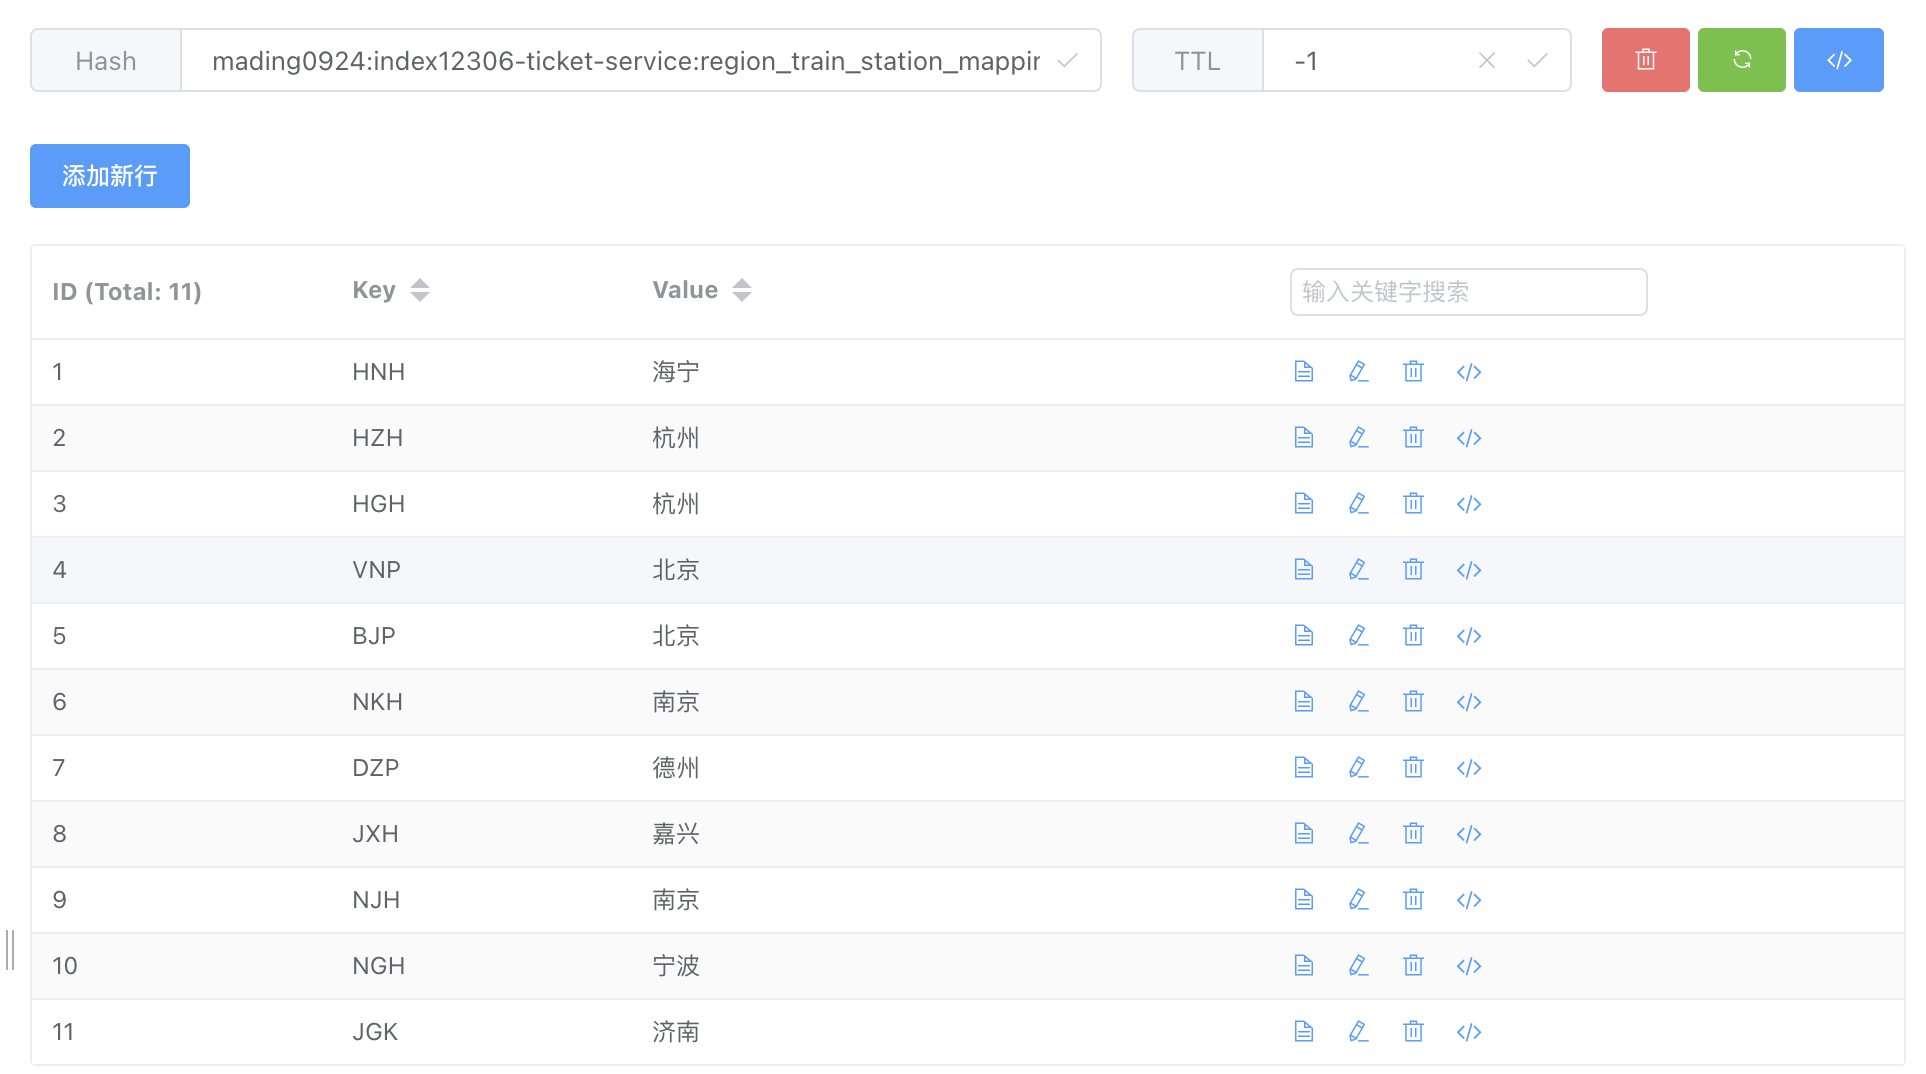 Hash mading0924:index12306-ticket-service:region_train_station_mappin TTL -1
添加新行
ID (Total: 11) Key Value 输入关键字搜索
1 HNH 海宁
2 HZH 杭州
3 HGH 杭州
4 VNP 北京
5 BJP 北京
6 NKH 南京
7 DZP 德州
8 JXH 嘉兴
9 NJH 南京
10 NGH 宁波
11 JGK 济南